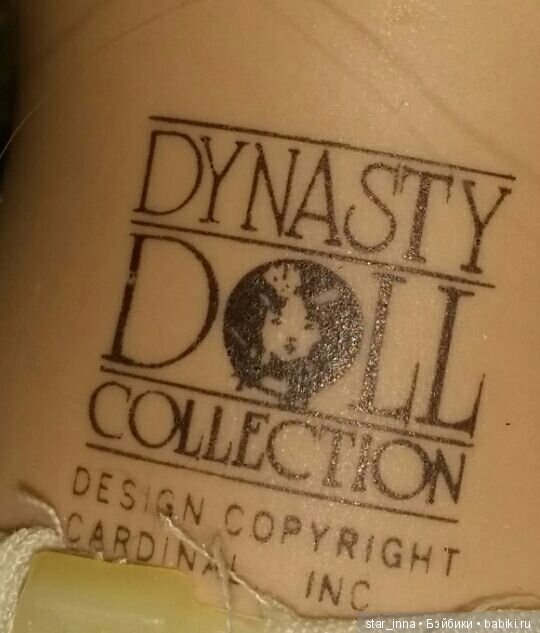 DYNASTY
DOLL
COLLECTION
DESIGN COPYRIGHT
CARDINAL, INC
star_inna • Бэйбики • babiki.ru